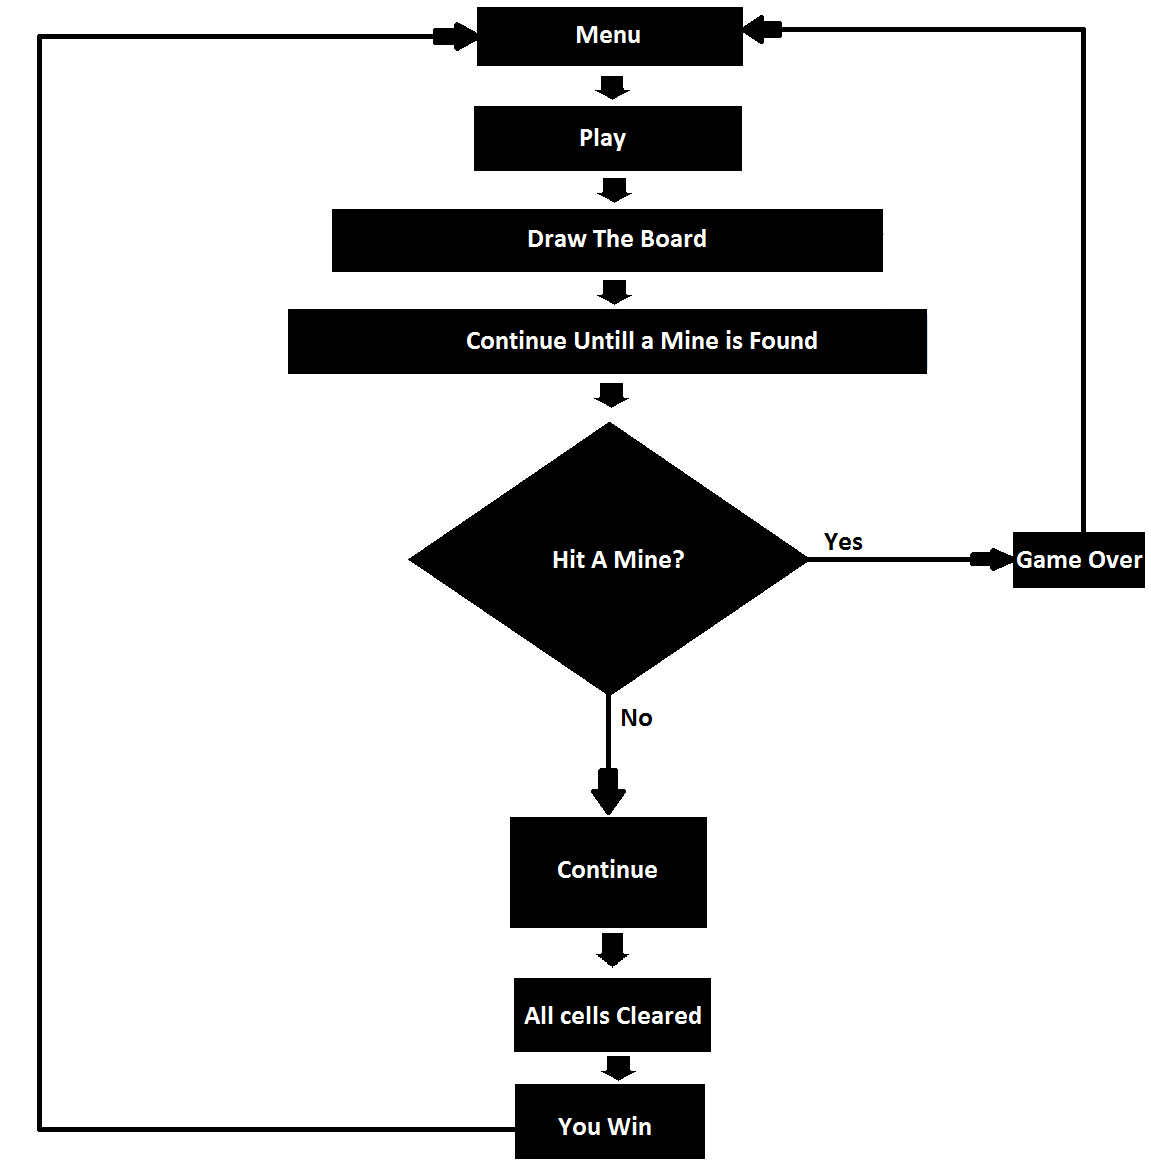 Menu
Play
Draw The Board
Continue Untill a Mine is Found
Hit A Mine?
Yes
Game Over
No
Continue
All cells Cleared
You Win